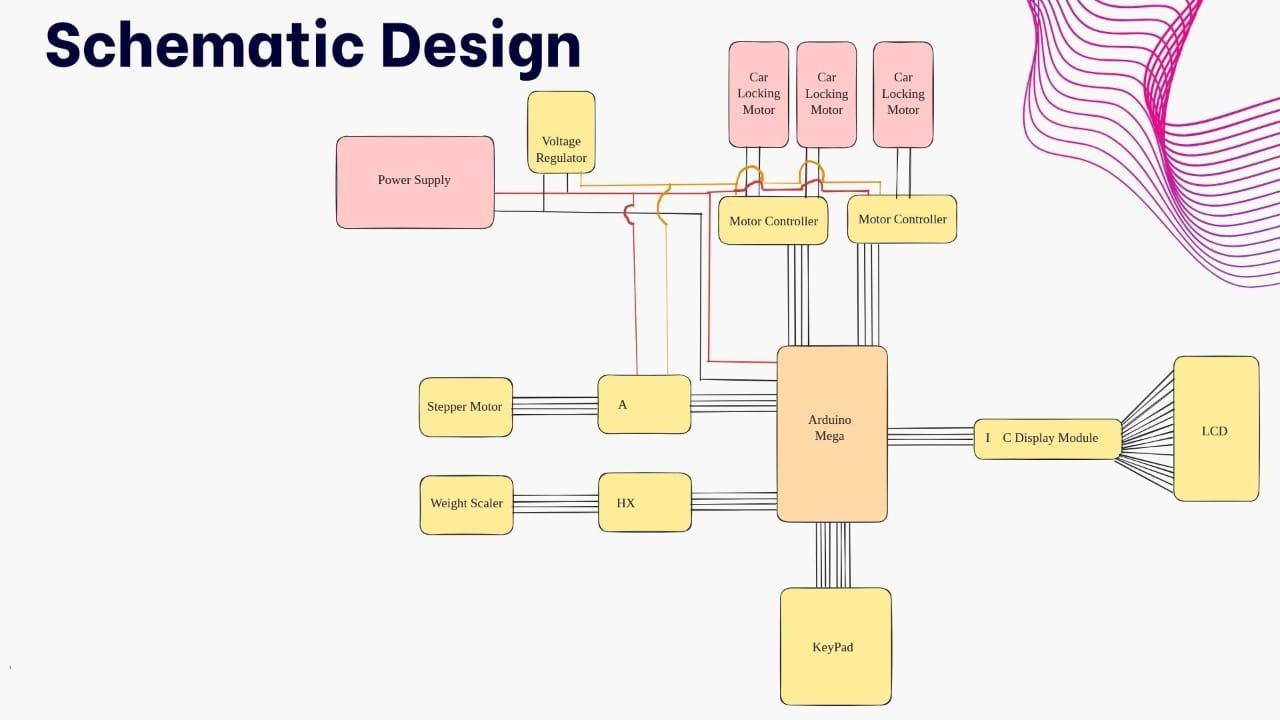 Schematic Design
Car
Locking
Motor
Car
Locking
Motor
Car
Locking
Motor
Voltage
Regulator
Power Supply
Motor Controller
Motor Controller
Stepper Motor
A
Arduino
Mega
I C Display Module
LCD
Weight Scaler
HX
KeyPad